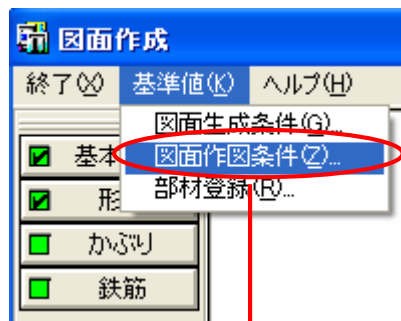 図面作成
終了(X) 基準値(K) ヘルプ(H)
図面生成条件(G)...
基本
図面作図条件(Z)...
形
部材登録(R)...
かぶり
鉄筋